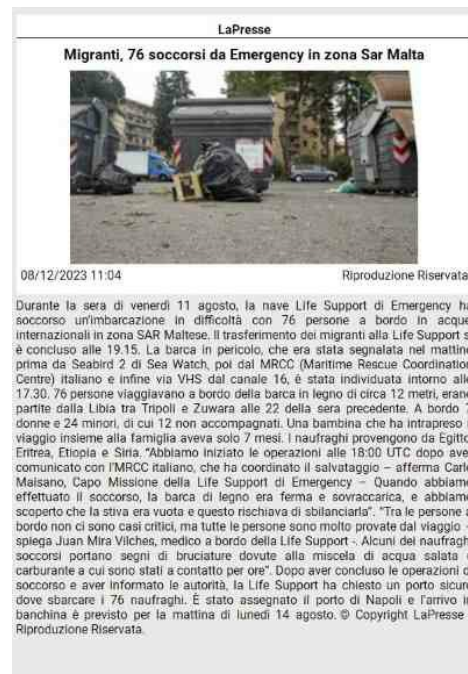 LaPresse
Migranti, 76 soccorsi da Emergency in zona Sar Malta
08/12/2023 11:04
Riproduzione Riservata
Durante la sera di venerdì 11 agosto, la nave Life Support di Emergency ha
soccorso un'imbarcazione in difficoltà con 76 persone a bordo in acque
internazionali in zona SAR Maltese. Il trasferimento dei migranti alla Life Support s
è concluso alle 19.15. La barca in pericolo, che era stata segnalata nel mattino
prima da Seabird 2 di Sea Watch, poi dal MRCC (Maritime Rescue Coordination
Centre) italiano e infine via VHS dal canale 16, è stata individuata intorno alle
17.30. 76 persone viaggiavano a bordo della barca in legno di circa 12 metri, erano
partite dalla Libia tra Tripoli e Zuwara alle 22 della sera precedente. A bordo 7
donne e 24 minori, di cui 12 non accompagnati. Una bambina che ha intrapreso i
viaggio insieme alla famiglia aveva solo 7 mesi. I naufraghi provengono da Egitto,
Eritrea, Etiopia e Siria. "Abbiamo iniziato le operazioni alle 18:00 UTC dopo aver
comunicato con l'MRCC italiano, che ha coordinato il salvataggio – afferma Carlo
Maisano, Capo Missione della Life Support di Emergency – Quando abbiamo
effettuato il soccorso, la barca di legno era ferma e sovraccarica, e abbiamo
scoperto che la stiva era vuota e questo rischiava di sbilanciarla". "Tra le persone a
bordo non ci sono casi critici, ma tutte le persone sono molto provate dal viaggio –
spiega Juan Mira Vilches, medico a bordo della Life Support -. Alcuni dei naufraghi
soccorsi portano segni di bruciature dovute alla miscela di acqua salata e
carburante a cui sono stati a contatto per ore". Dopo aver concluso le operazioni di
soccorso e aver informato le autorità, la Life Support ha chiesto un porto sicuro
dove sbarcare i 76 naufraghi. È stato assegnato il porto di Napoli e l'arrivo in
banchina è previsto per la mattina di lunedì 14 agosto. © Copyright LaPresse -
Riproduzione Riservata.